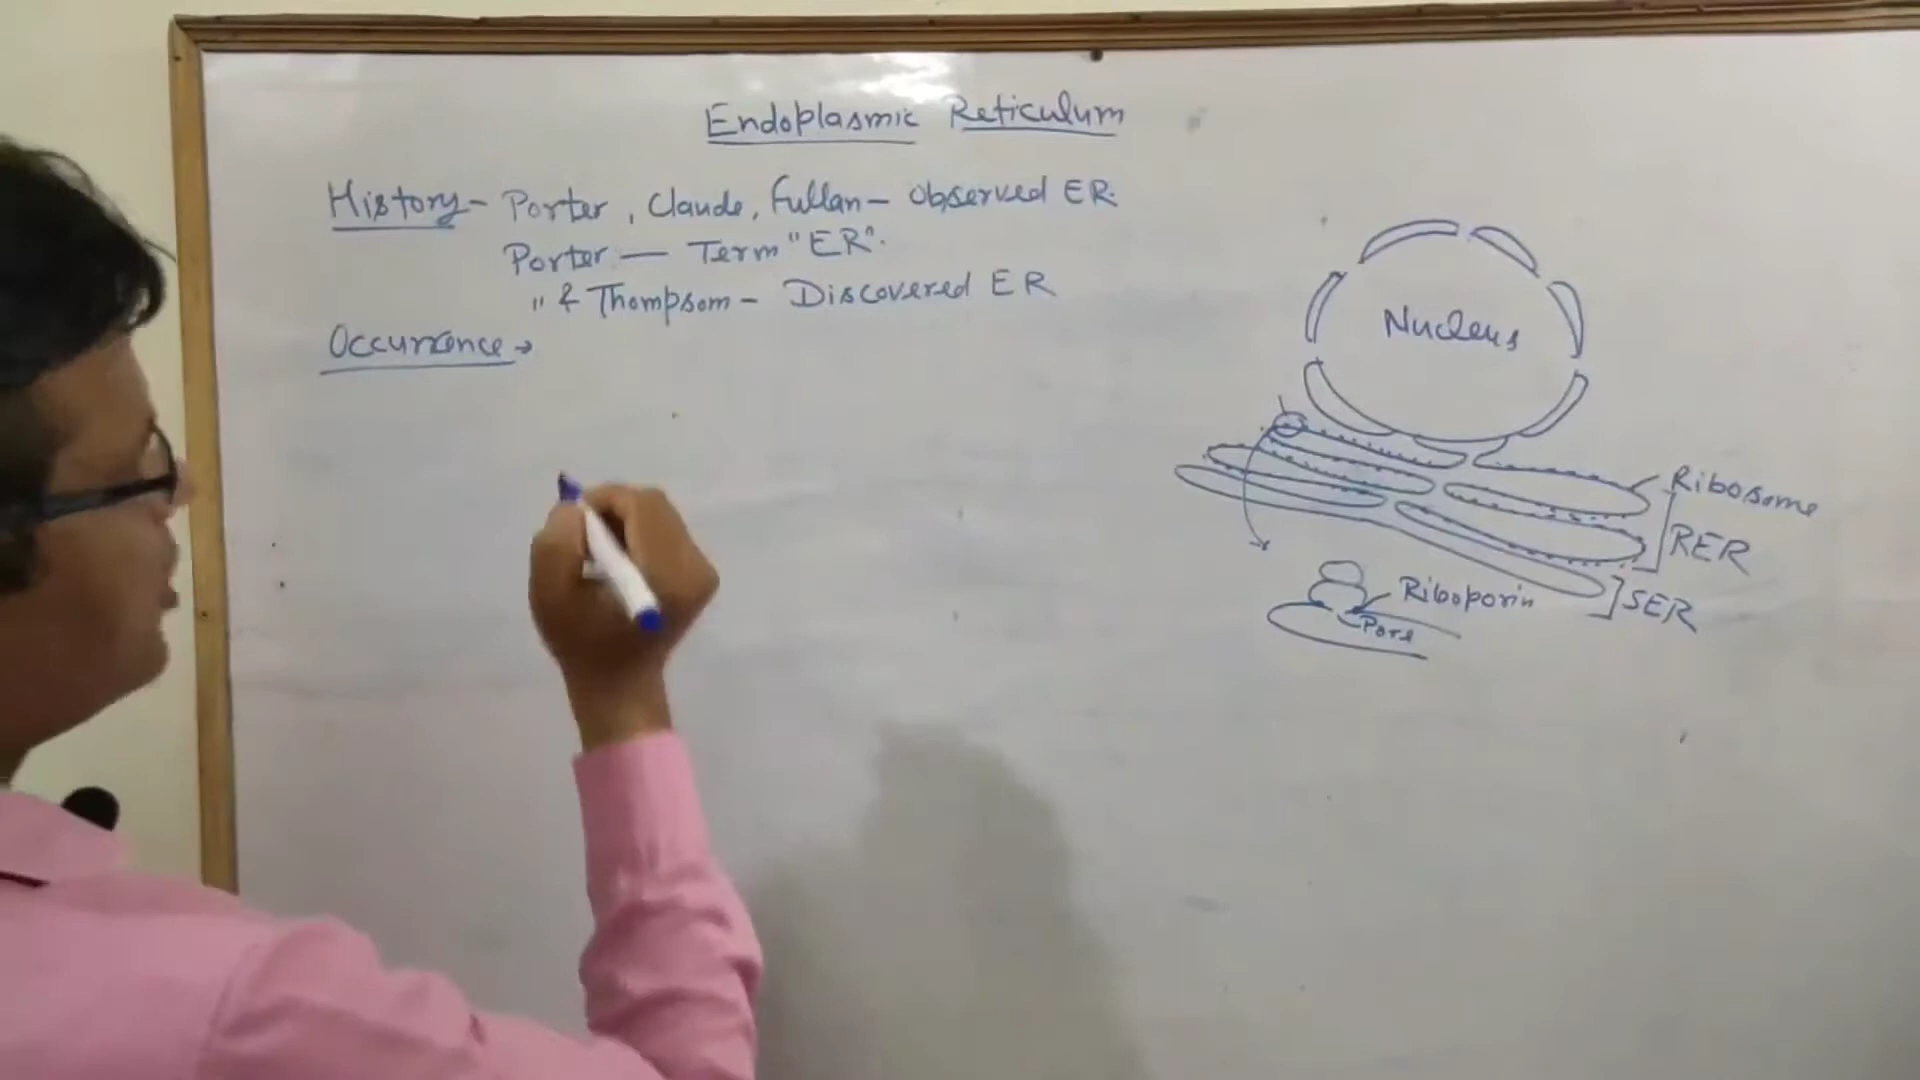 Endoplasmic Reticulum
History - Porter, Claude, Fullan - Observed ER.
Porter — Term "ER".
" & Thompsom - Discovered ER
Occurrence →
Nucleus
Ribosome
RER
SER
Riboporin
Pore